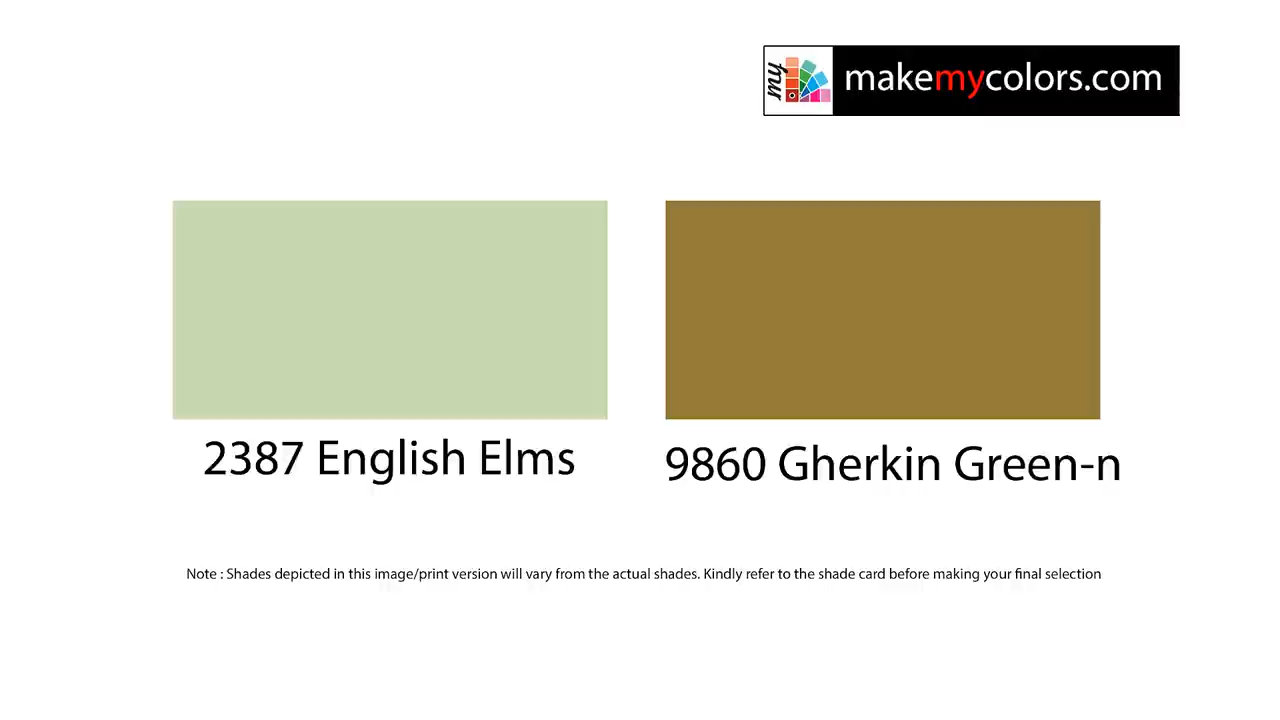 my
makemycolors.com
2387 English Elms
9860 Gherkin Green-n
Note : Shades depicted in this image/print version will vary from the actual shades. Kindly refer to the shade card before making your final selection